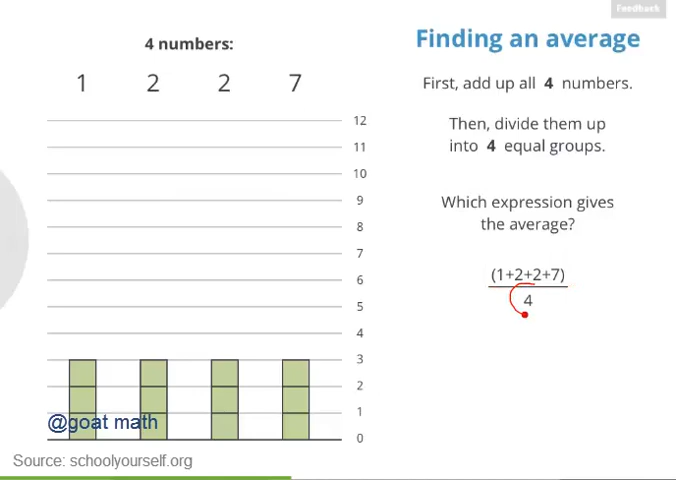 Feedback
4 numbers:
1 2 2 7
12
11
10
9
8
7
6
5
4
3
2
1
0
@goat math
Source: schoolyourself.org
Finding an average
First, add up all 4 numbers.
Then, divide them up
into 4 equal groups.
Which expression gives
the average?
(1+2+2+7)
4